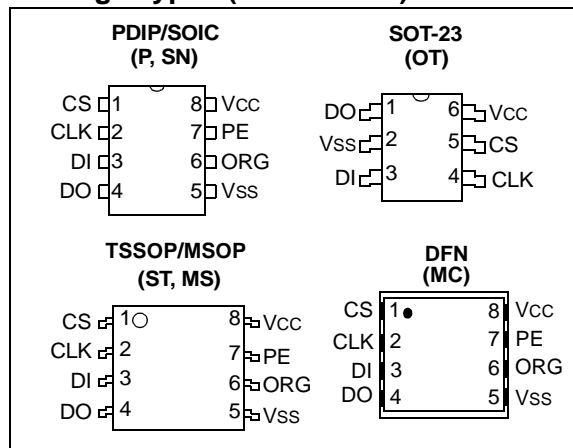 PDIP/SOIC
(P, SN)
CS 1 8 VCC
CLK 2 7 PE
DI 3 6 ORG
DO 4 5 VSS
SOT-23
(OT)
DO 1 6 VCC
VSS 2 5 CS
DI 3 4 CLK
TSSOP/MSOP
(ST, MS)
CS 1 8 VCC
CLK 2 7 PE
DI 3 6 ORG
DO 4 5 VSS
DFN
(MC)
CS 1 8 VCC
CLK 2 7 PE
DI 3 6 ORG
DO 4 5 VSS